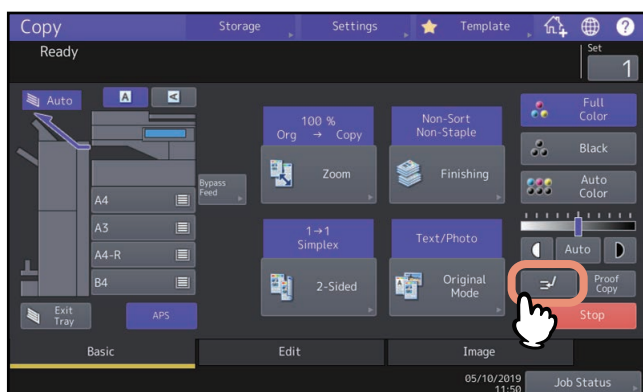 Copy
Storage
Settings
Template
?
Ready
Set
1
Auto
A
A
100 %
Org → Copy
Zoom
Non-Sort
Non-Staple
Finishing
Full
Color
Black
Auto
Color
Bypass
Feed
A4
A3
A4-R
B4
1→1
Simplex
2-Sided
Text/Photo
Original
Mode
Auto
Proof
Copy
Stop
Exit
Tray
APS
Basic
Edit
Image
05/10/2019
11:50
Job Status